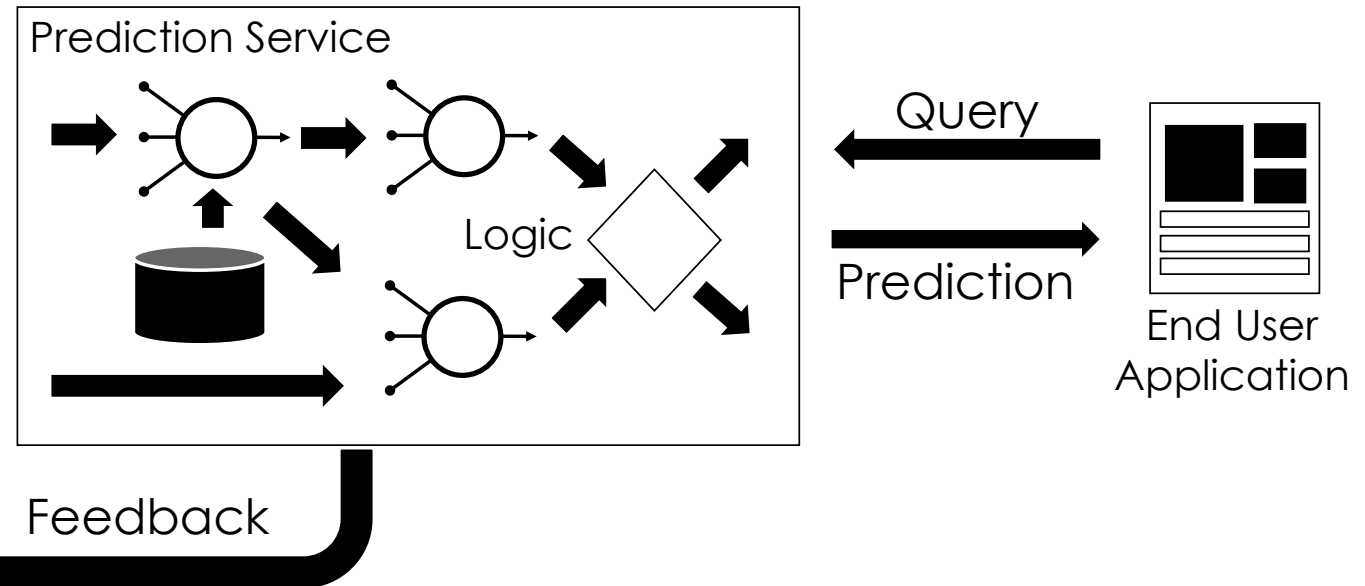 Prediction Service
Query
Logic
Prediction
End User
Application
Feedback